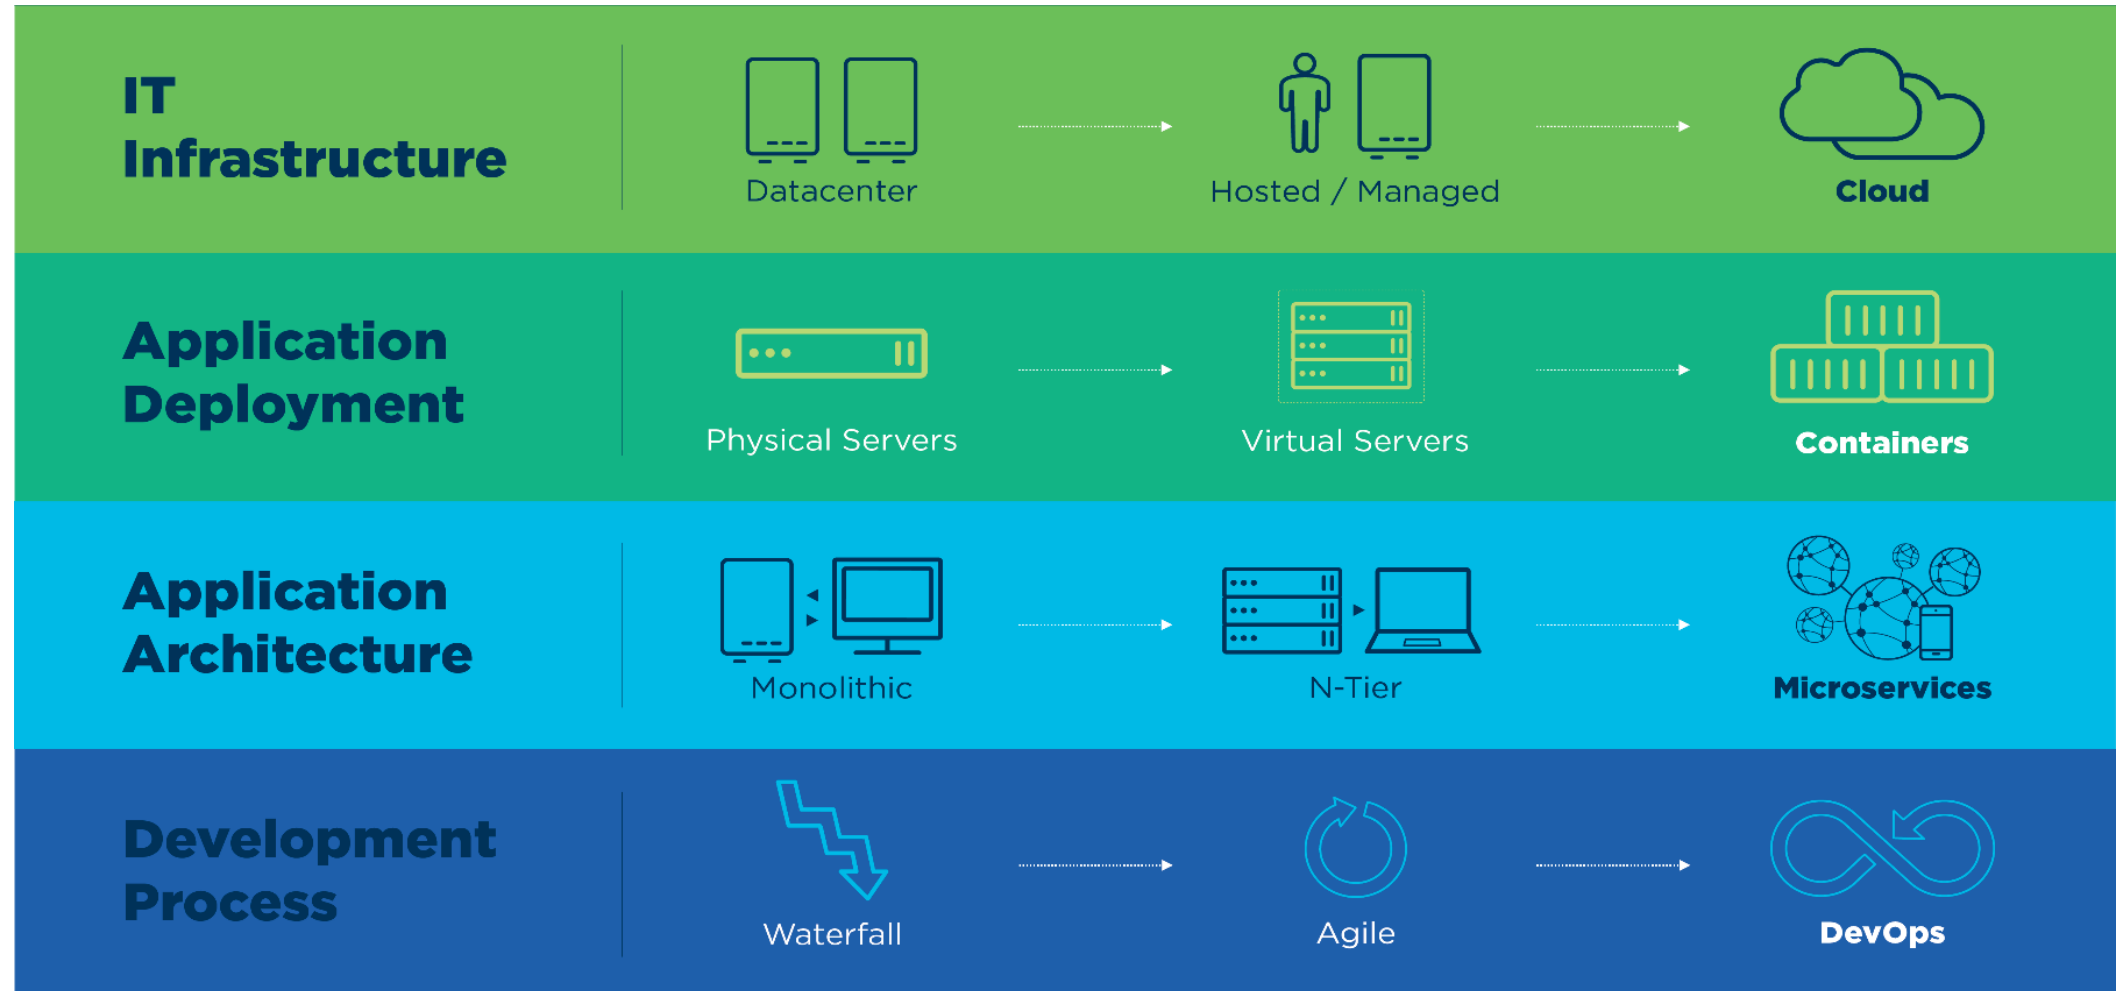 IT
Infrastructure
Datacenter
Hosted / Managed
Cloud
Application
Deployment
Physical Servers
Virtual Servers
Containers
Application
Architecture
Monolithic
N-Tier
Microservices
Development
Process
Waterfall
Agile
DevOps